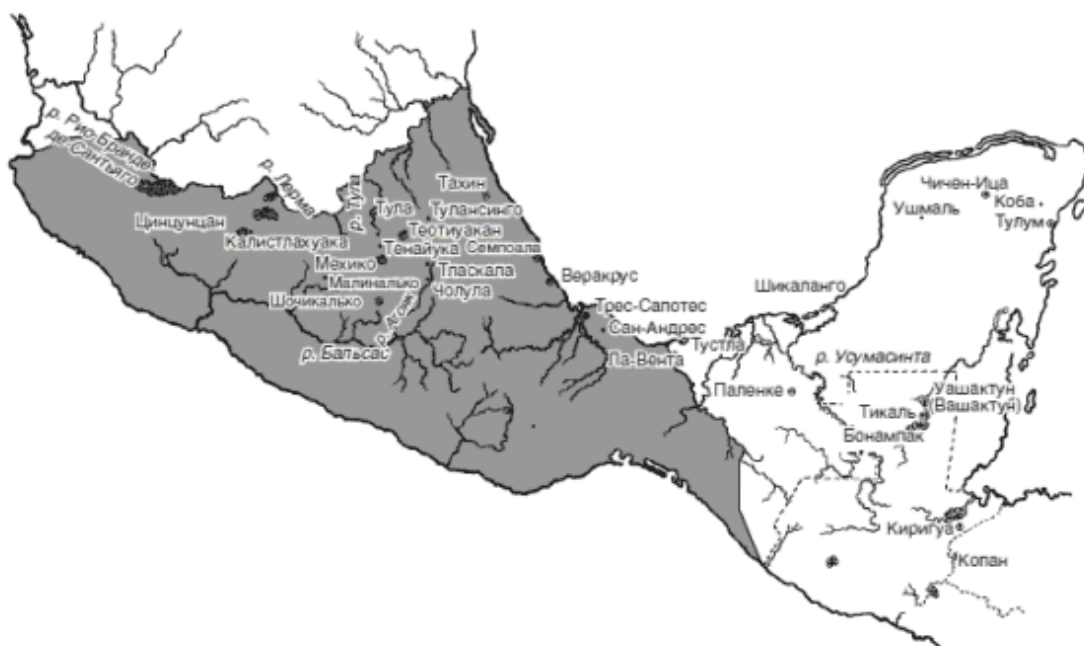 р. Рио-Гранде-
де-Сантьяго
р. Лерма
р. Тула
Тахин
Тула
Тулансинго
Теотиуакан
Цинцунцан
Калистлахуака
Тенайука
Семпоала
Мехико
Тласкала
Малиналько
Чолула
Шочикалько
р. Атояк
р. Бальсас
Веракрус
Трес-Сапотес
Сан-Андрес
Тустла
Ла-Вента
Чичен-Ица
Коба
Ушмаль
Тулум
Шикаланго
р. Усумасинта
Паленке
Уашактун
(Вашактун)
Тикаль
Бонампак
Киригуа
Копан